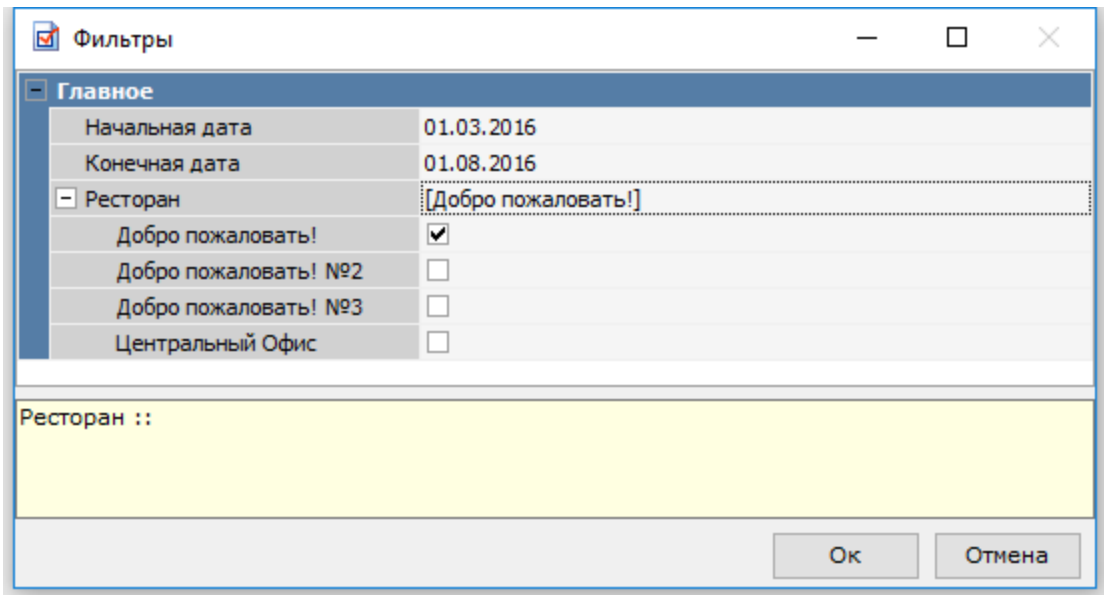 Фильтры
Главное
Начальная дата 01.03.2016
Конечная дата 01.08.2016
Ресторан [Добро пожаловать!]
Добро пожаловать!
Добро пожаловать! №2
Добро пожаловать! №3
Центральный Офис
Ресторан ::
Ок Отмена